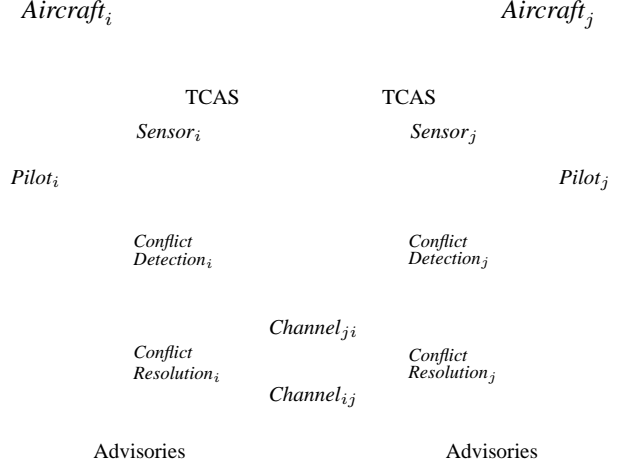 Aircraft_i Aircraft_j
TCAS TCAS
Sensor_i Sensor_j
Pilot_i Pilot_j
Conflict Conflict
Detection_i Detection_j
Channel_ji
Conflict Conflict
Resolution_i Resolution_j
Channel_ij
Advisories Advisories